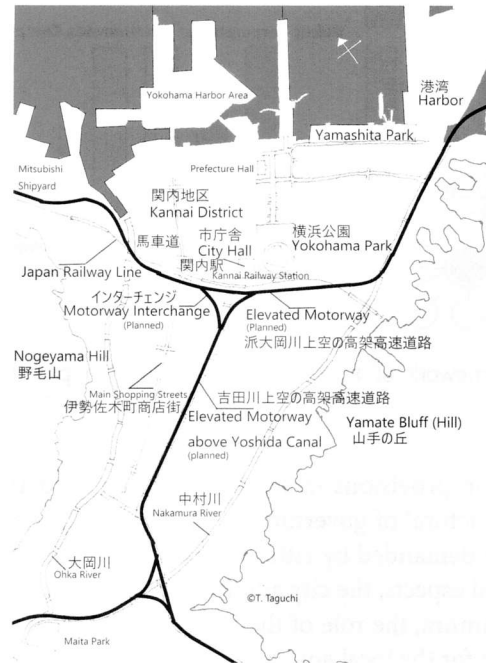 Yokohama Harbor Area
港湾
Harbor
Yamashita Park
Mitsubishi
Shipyard
Prefecture Hall
関内地区
Kannai District
馬車道
市庁舎
City Hall
横浜公園
Yokohama Park
関内駅
Kannai Railway Station
Japan Railway Line
インターチェンジ
Motorway Interchange
(Planned)
Elevated Motorway
(Planned)
派大岡川上空の高架高速道路
Nogeyama Hill
野毛山
Main Shopping Streets
伊勢佐木町商店街
吉田川上空の高架高速道路
Elevated Motorway
above Yoshida Canal
(planned)
Yamate Bluff (Hill)
山手の丘
中村川
Nakamura River
大岡川
Ohka River
©T. Taguchi
Maita Park